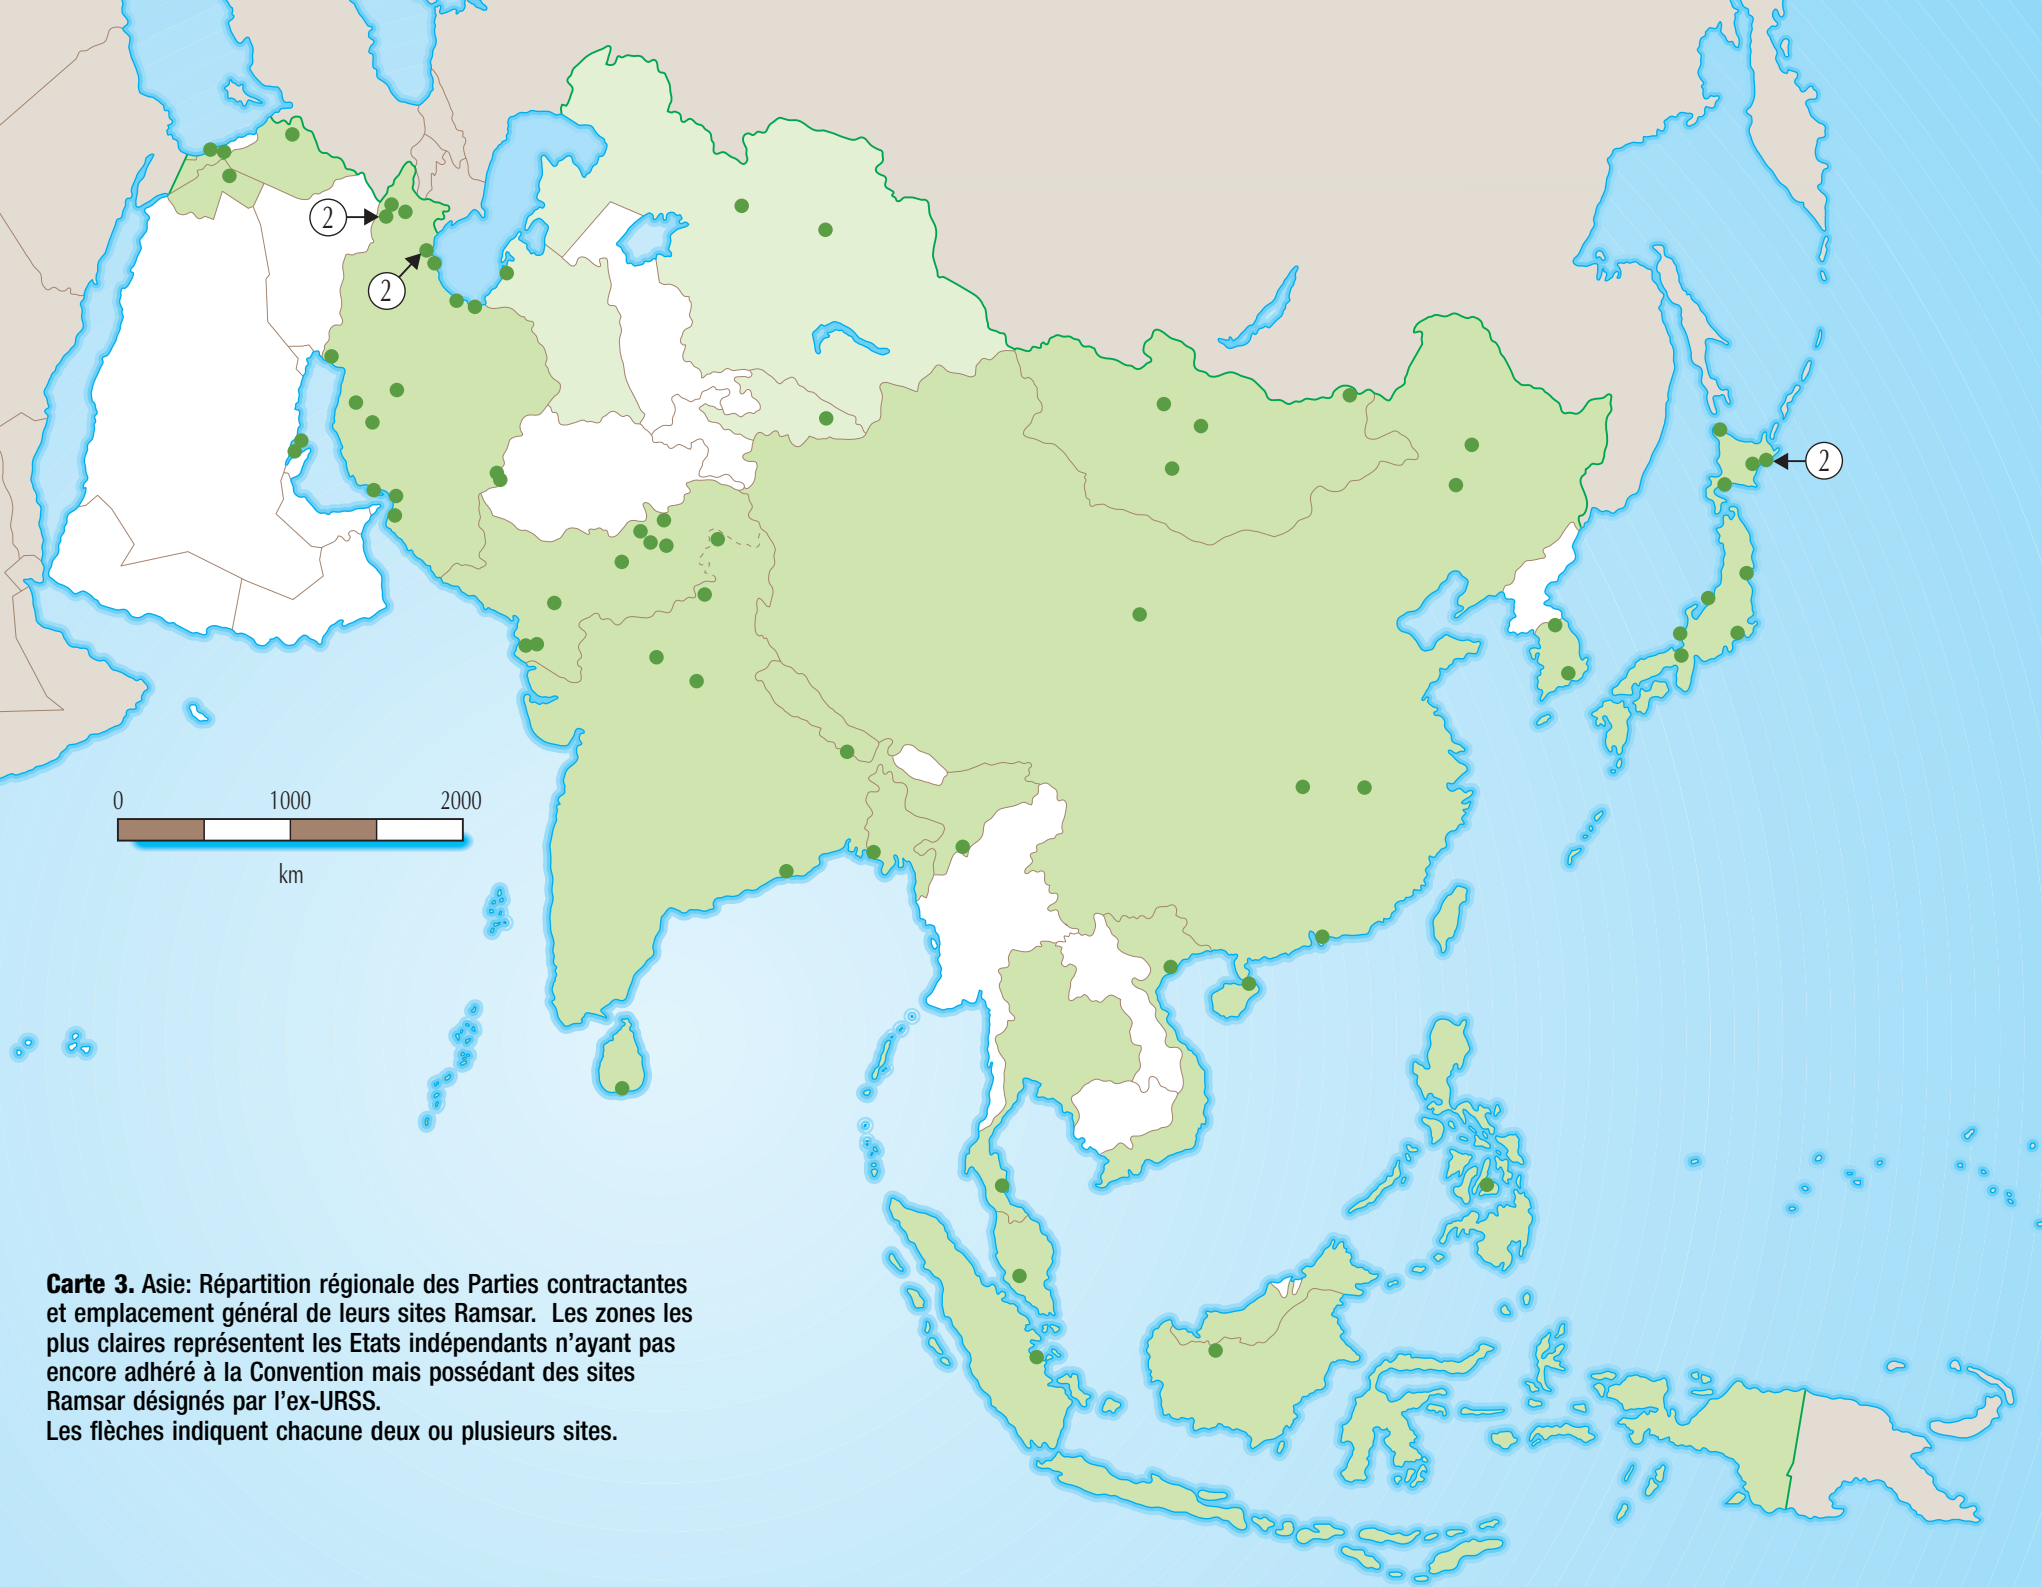 2
2
2
0 1000 2000
km
Carte 3. Asie: Répartition régionale des Parties contractantes
et emplacement général de leurs sites Ramsar. Les zones les
plus claires représentent les Etats indépendants n’ayant pas
encore adhéré à la Convention mais possédant des sites
Ramsar désignés par l’ex-URSS.
Les flèches indiquent chacune deux ou plusieurs sites.